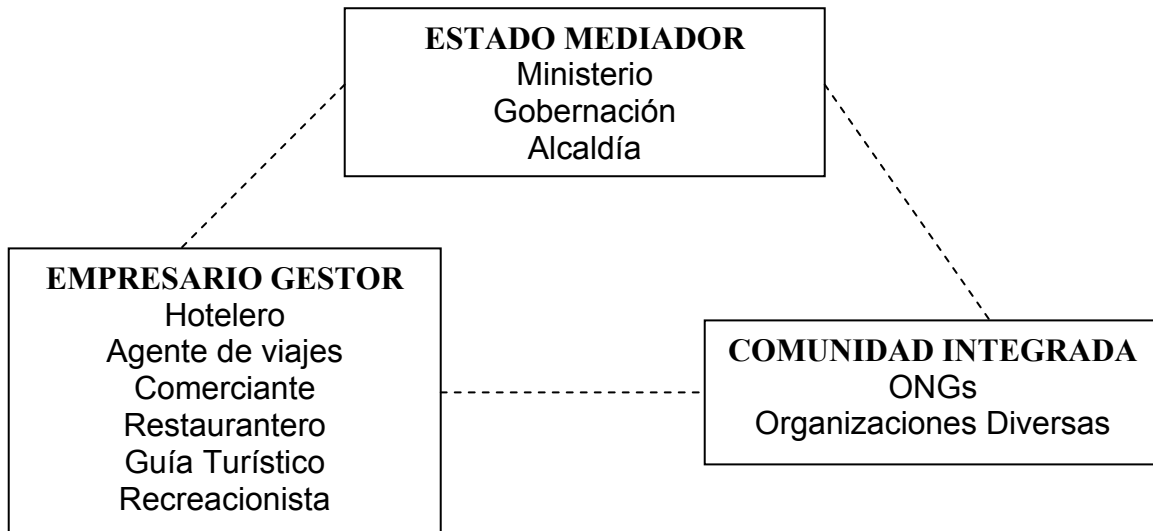 ESTADO MEDIADOR
Ministerio
Gobernación
Alcaldía
EMPRESARIO GESTOR
Hotelero
Agente de viajes
Comerciante
Restaurantero
Guía Turístico
Recreacionista
COMUNIDAD INTEGRADA
ONGs
Organizaciones Diversas